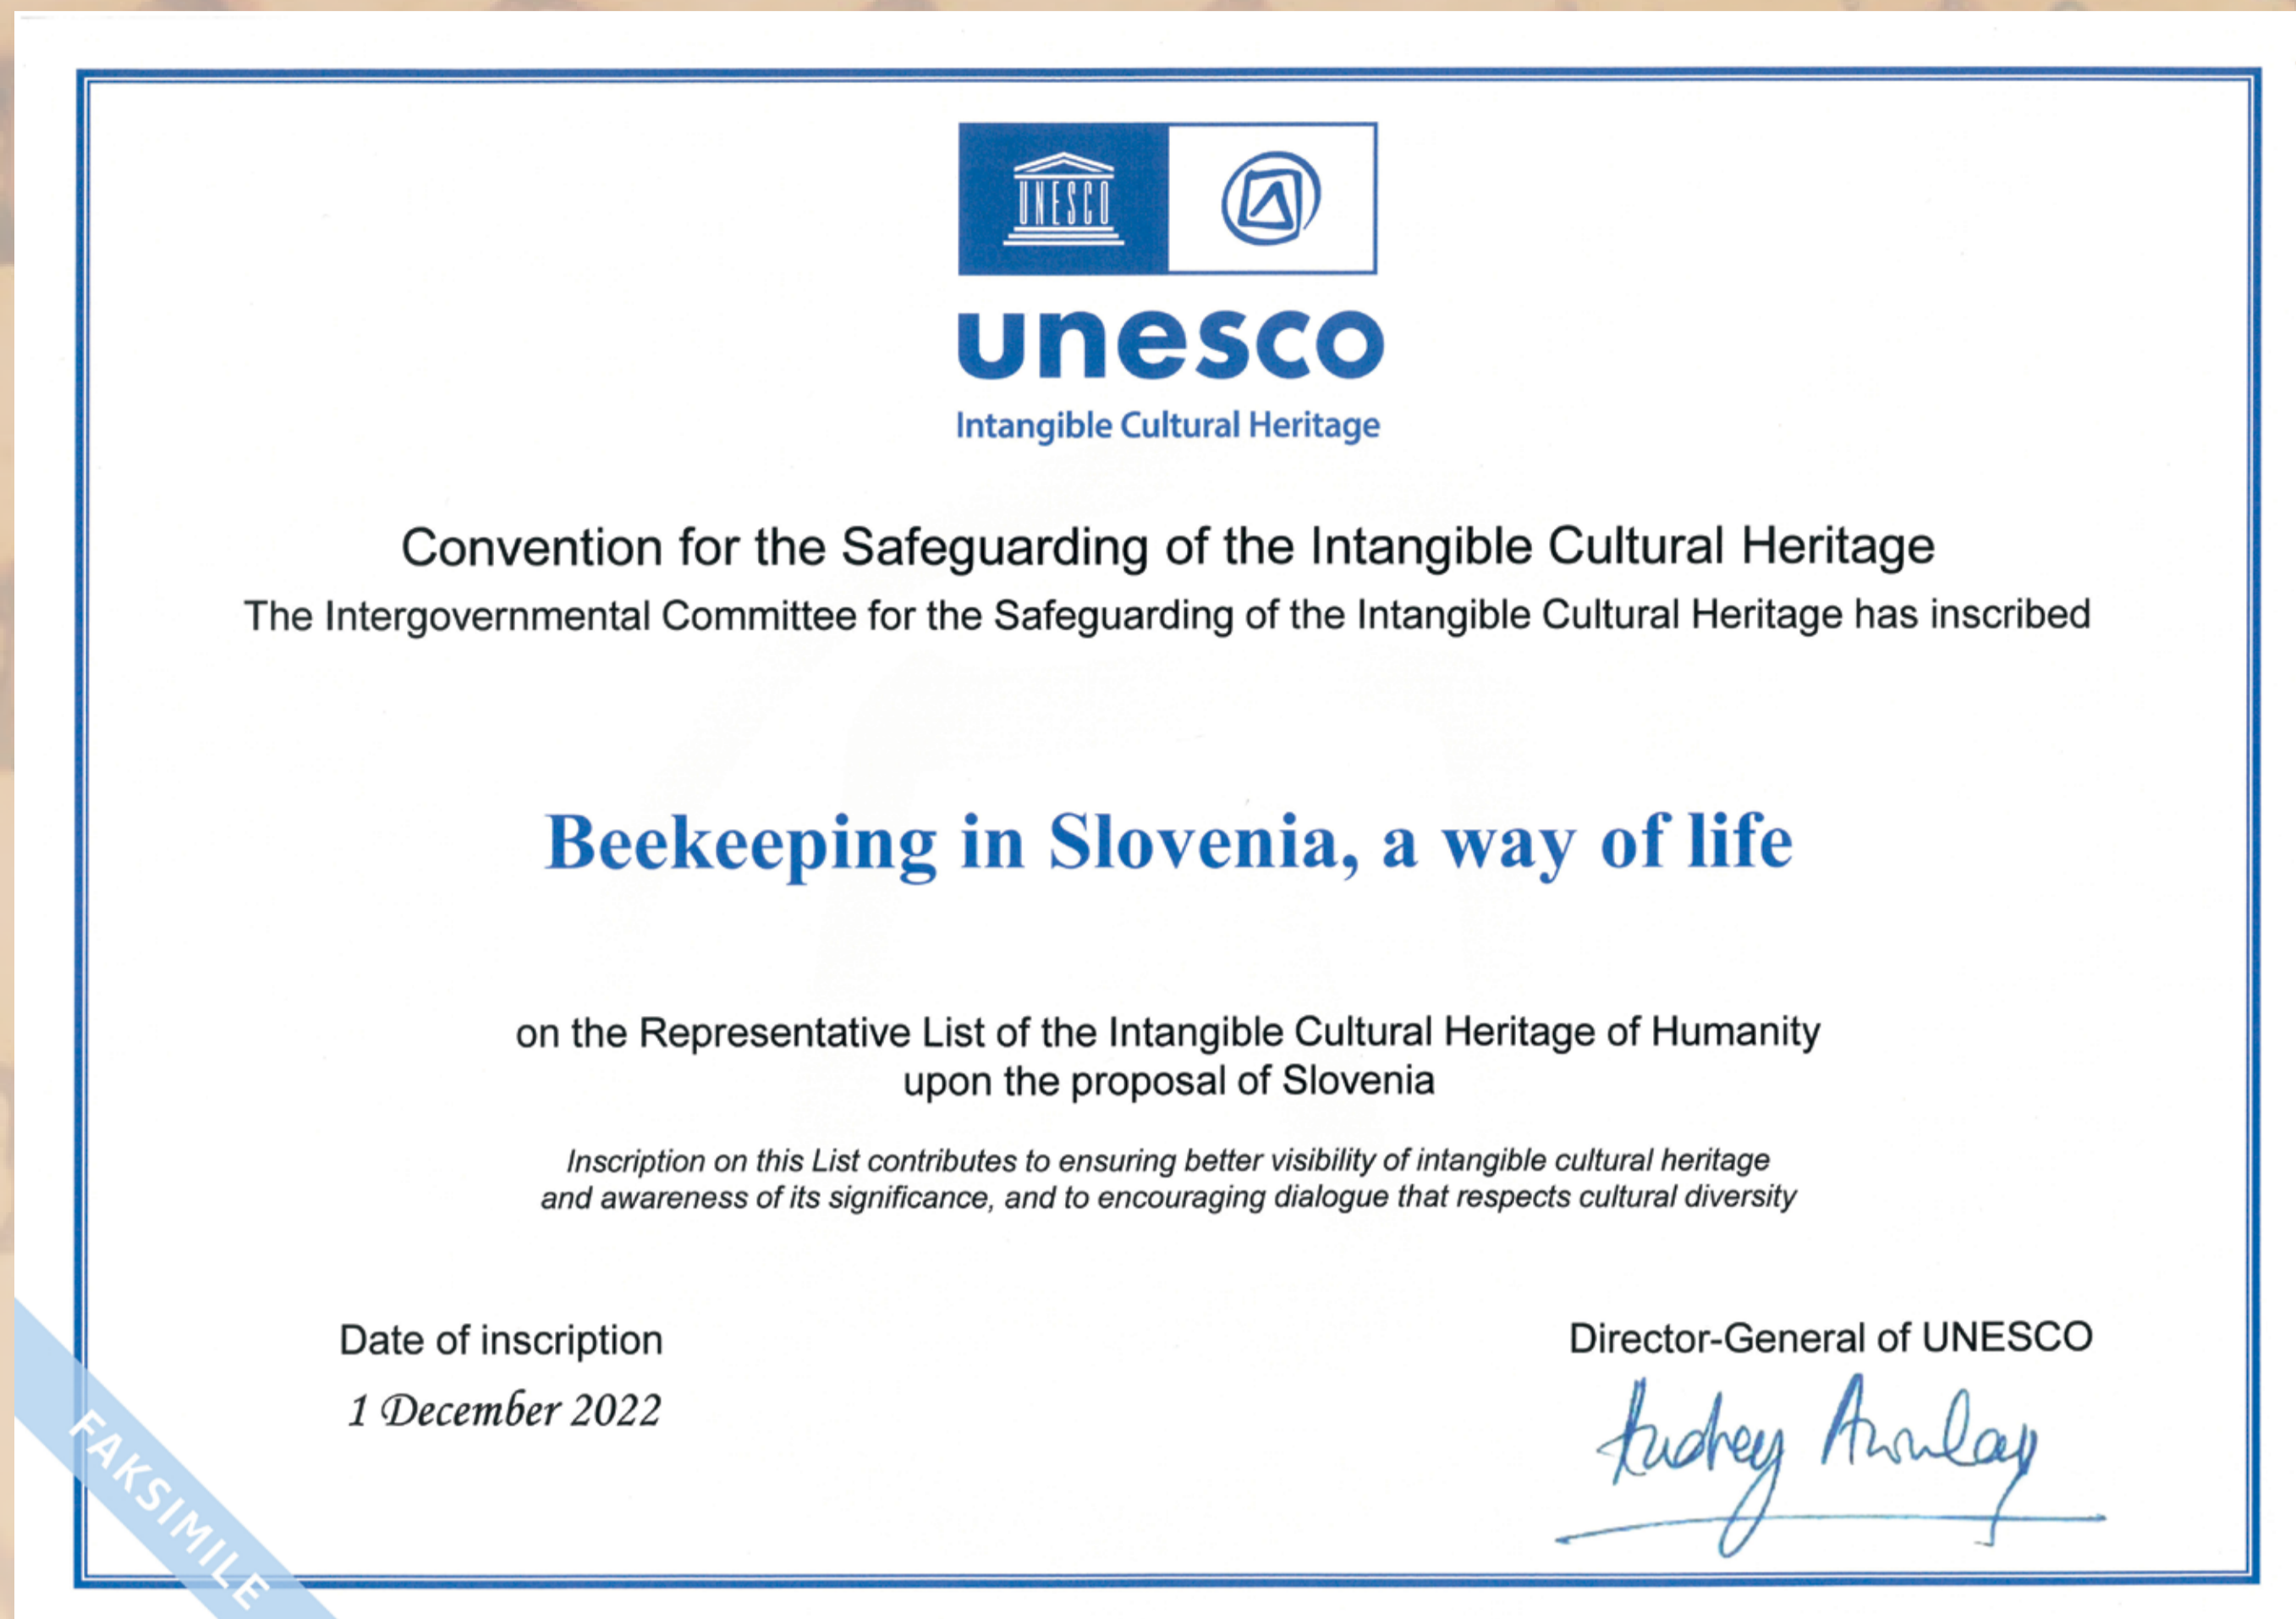 UNESCO
unesco
Intangible Cultural Heritage
Convention for the Safeguarding of the Intangible Cultural Heritage
The Intergovernmental Committee for the Safeguarding of the Intangible Cultural Heritage has inscribed
Beekeeping in Slovenia, a way of life
on the Representative List of the Intangible Cultural Heritage of Humanity
upon the proposal of Slovenia
Inscription on this List contributes to ensuring better visibility of intangible cultural heritage
and awareness of its significance, and to encouraging dialogue that respects cultural diversity
Date of inscription
1 December 2022
Director-General of UNESCO
Audrey Azoulay
FAKSIMILE